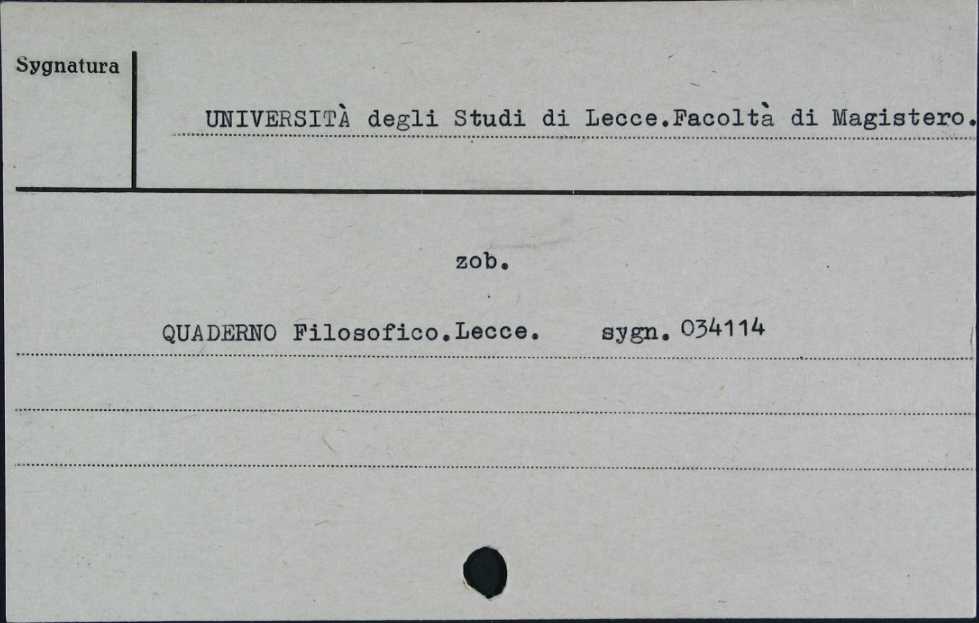 Sygnatura
UNIVERSITÀ degli Studi di Lecce.Facoltà di Magistero.
zob.
QUADERNO Filosofico.Lecce. sygn. 034114